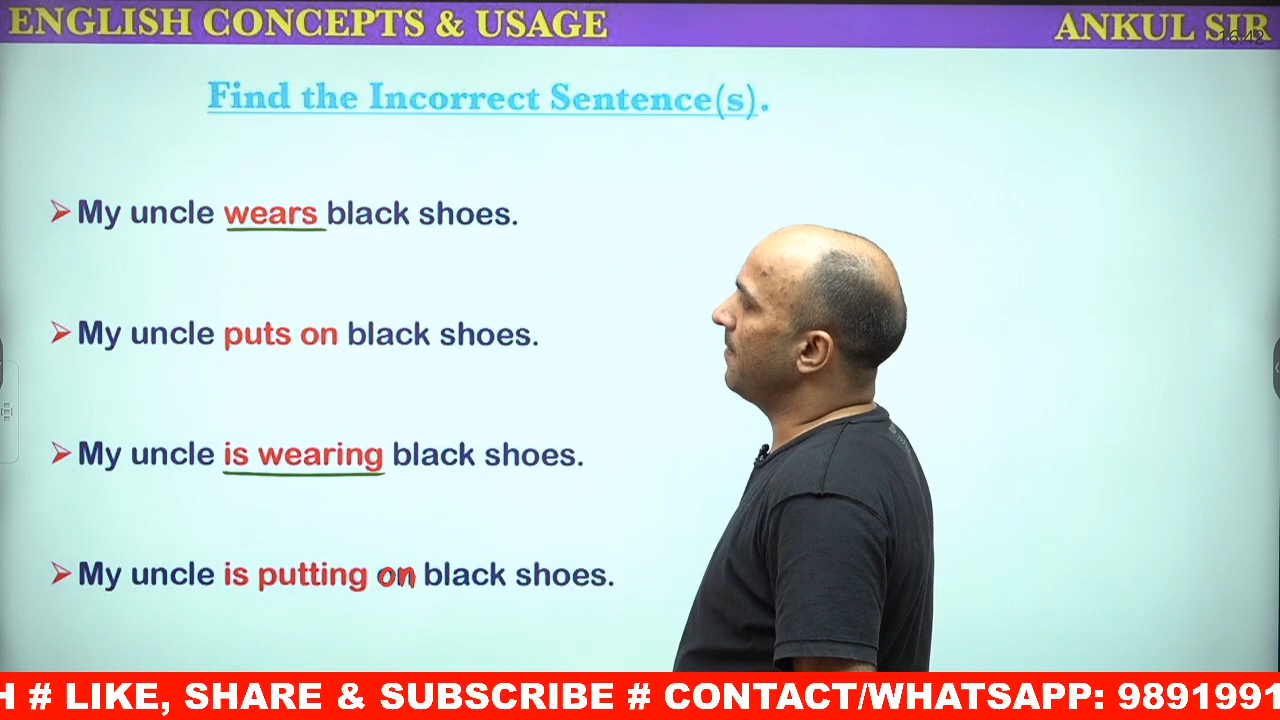 ENGLISH CONCEPTS & USAGE
ANKUL SIR
16:42
Find the Incorrect Sentence(s).
➢ My uncle wears black shoes.
➢ My uncle puts on black shoes.
➢ My uncle is wearing black shoes.
➢ My uncle is putting on black shoes.
H # LIKE, SHARE & SUBSCRIBE # CONTACT/WHATSAPP: 9891991